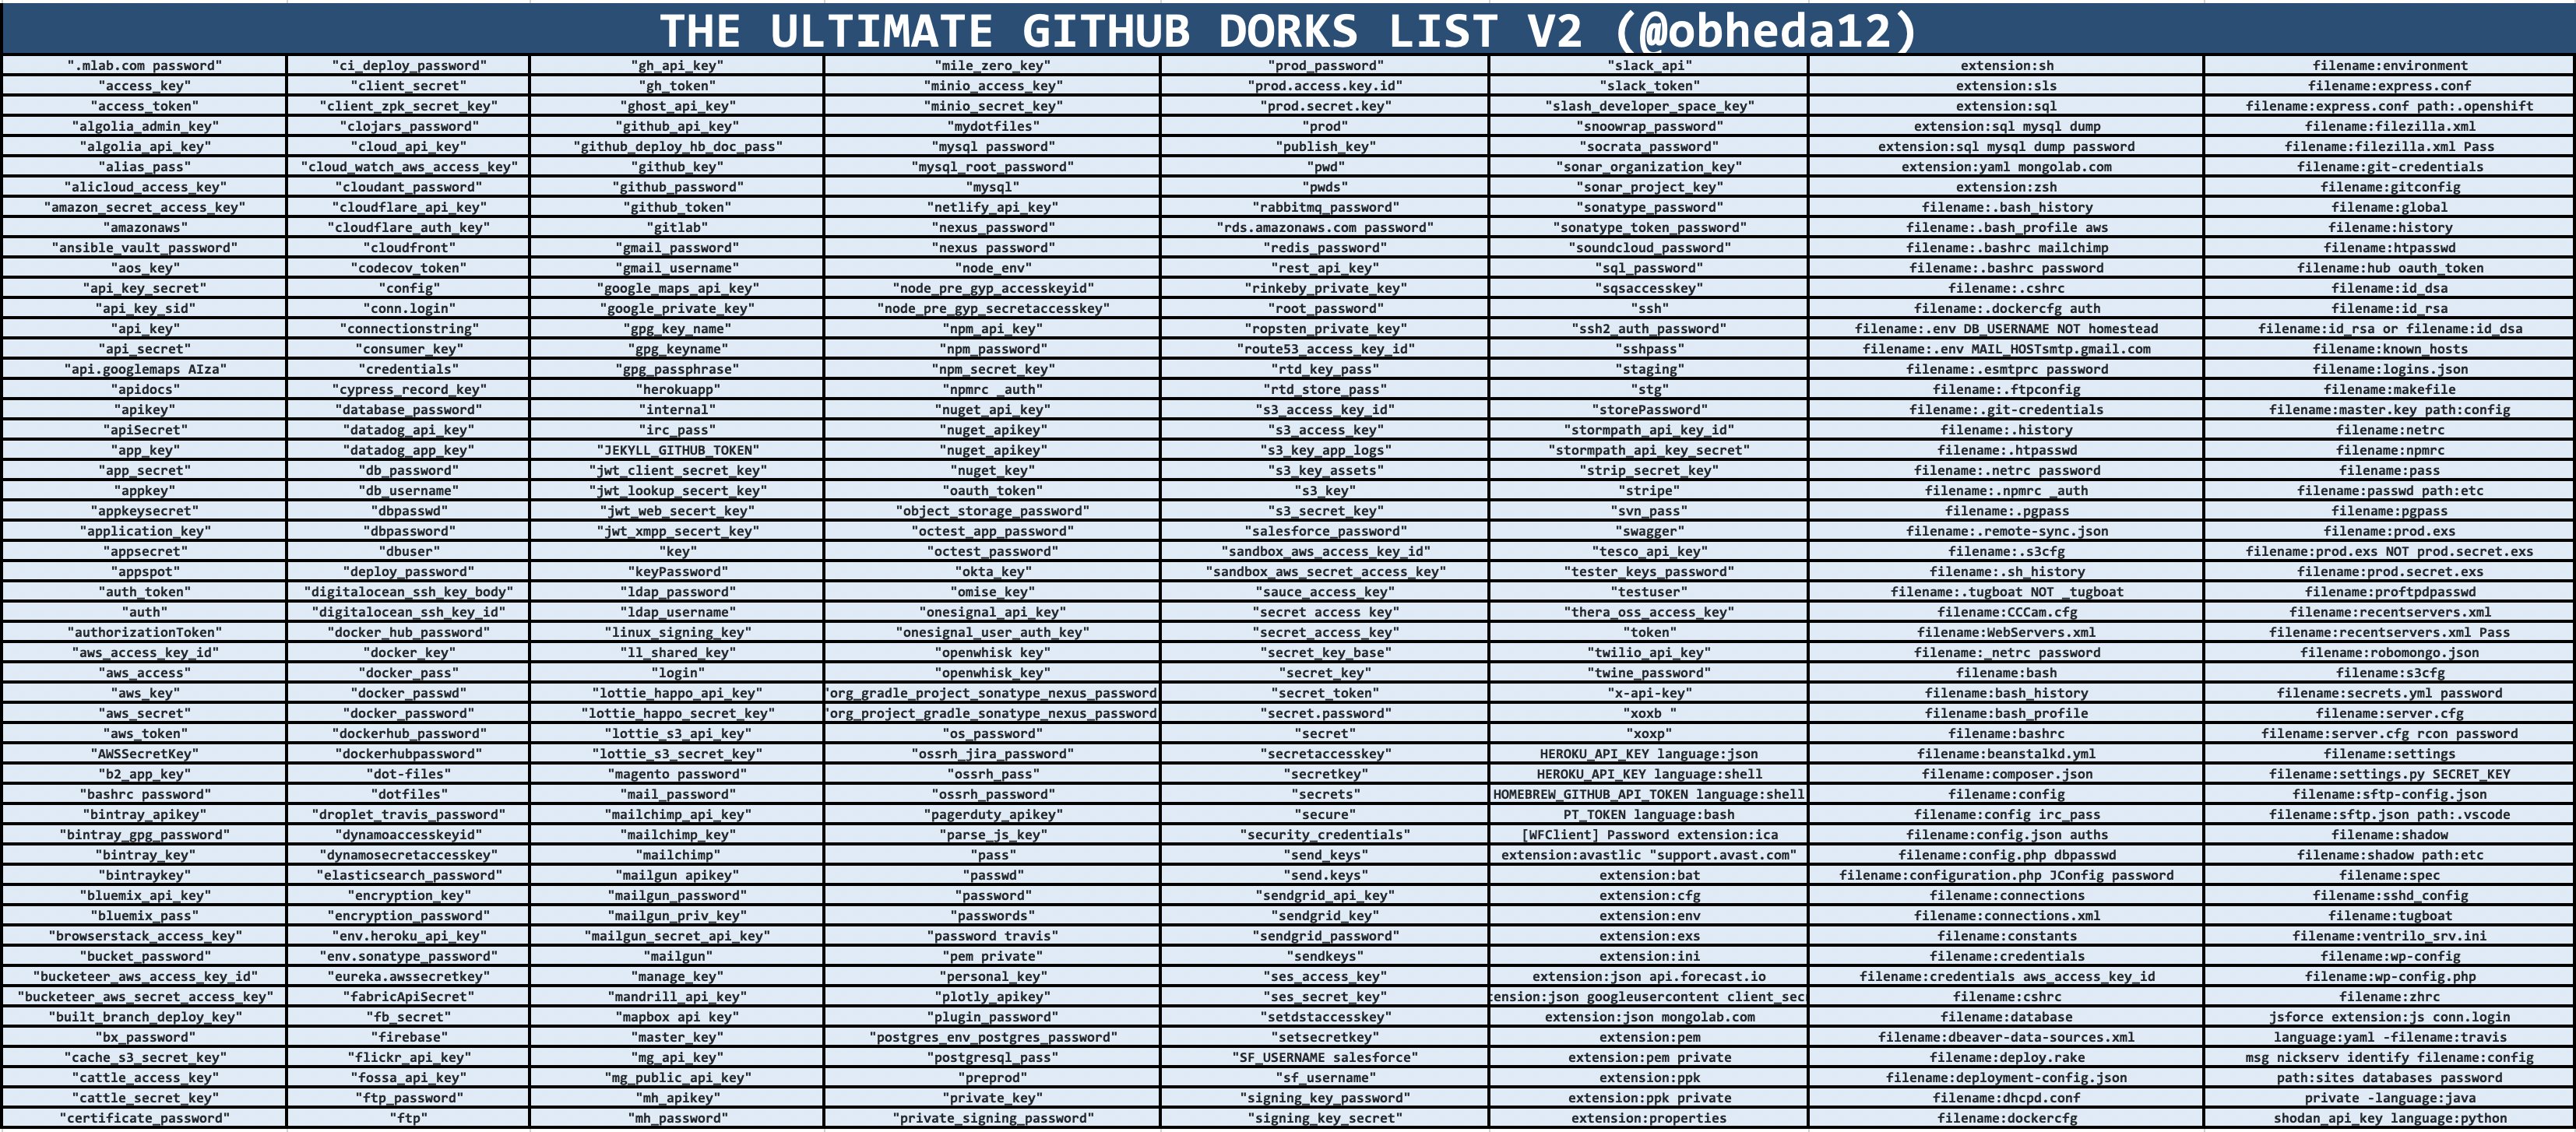 THE ULTIMATE GITHUB DORKS LIST V2 (@obheda12)
".mlab.com password" "ci_deploy_password" "gh_api_key" "mile_zero_key" "prod_password" "slack_api" extension:sh filename:environment
"access_key" "client_secret" "gh_token" "minio_access_key" "prod.access.key.id" "slack_token" extension:sls filename:express.conf
"access_token" "client_zpk_secret_key" "ghost_api_key" "minio_secret_key" "prod.secret.key" "slash_developer_space_key" extension:sql filename:express.conf path:.openshift
"algolia_admin_key" "clojars_password" "github_api_key" "mydotfiles" "prod" "snoowrap_password" extension:sql mysql dump filename:filezilla.xml
"algolia_api_key" "cloud_api_key" "github_deploy_hb_doc_pass" "mysql password" "publish_key" "socrata_password" extension:sql mysql dump password filename:filezilla.xml Pass
"alias_pass" "cloud_watch_aws_access_key" "github_key" "mysql_root_password" "pwd" "sonar_organization_key" extension:yaml mongolab.com filename:git-credentials
"alicloud_access_key" "cloudant_password" "github_password" "mysql" "pwds" "sonar_project_key" extension:zsh filename:gitconfig
"amazon_secret_access_key" "cloudflare_api_key" "github_token" "netlify_api_key" "rabbitmq_password" "sonatype_password" filename:.bash_history filename:global
"amazonaws" "cloudflare_auth_key" "gitlab" "nexus_password" "rds.amazonaws.com password" "sonatype_token_password" filename:.bash_profile aws filename:history
"ansible_vault_password" "cloudfront" "gmail_password" "nexus password" "redis_password" "soundcloud_password" filename:.bashrc mailchimp filename:htpasswd
"aos_key" "codecov_token" "gmail_username" "node_env" "rest_api_key" "sql_password" filename:.bashrc password filename:hub oauth_token
"api_key_secret" "config" "google_maps_api_key" "node_pre_gyp_accesskeyid" "rinkeby_private_key" "sqsaccesskey" filename:.cshrc filename:id_dsa
"api_key_sid" "conn.login" "google_private_key" "node_pre_gyp_secretaccesskey" "root_password" "ssh" filename:.dockercfg auth filename:id_rsa
"api_key" "connectionstring" "gpg_key_name" "npm_api_key" "ropsten_private_key" "ssh2_auth_password" filename:.env DB_USERNAME NOT homestead filename:id_rsa or filename:id_dsa
"api_secret" "consumer_key" "gpg_keyname" "npm_password" "route53_access_key_id" "sshpass" filename:.env MAIL_HOSTsmtp.gmail.com filename:known_hosts
"api.googlemaps AIza" "credentials" "gpg_passphrase" "npm_secret_key" "rtd_key_pass" "staging" filename:.esmtprc password filename:logins.json
"apidocs" "cypress_record_key" "herokuapp" "npmrc _auth" "rtd_store_pass" "stg" filename:.ftpconfig filename:makefile
"apikey" "database_password" "internal" "nuget_api_key" "s3_access_key_id" "storePassword" filename:.git-credentials filename:master.key path:config
"apiSecret" "datadog_api_key" "irc_pass" "nuget_apikey" "s3_access_key" "stormpath_api_key_id" filename:.history filename:netrc
"app_key" "datadog_app_key" "JEKYLL_GITHUB_TOKEN" "nuget_apikey" "s3_key_app_logs" "stormpath_api_key_secret" filename:.htpasswd filename:npmrc
"app_secret" "db_password" "jwt_client_secret_key" "nuget_key" "s3_key_assets" "strip_secret_key" filename:.netrc password filename:pass
"appkey" "db_username" "jwt_lookup_secert_key" "oauth_token" "s3_key" "stripe" filename:.npmrc _auth filename:passwd path:etc
"appkeysecret" "dbpasswd" "jwt_web_secert_key" "object_storage_password" "s3_secret_key" "svn_pass" filename:.pgpass filename:pgpass
"application_key" "dbpassword" "jwt_xmpp_secert_key" "octest_app_password" "salesforce_password" "swagger" filename:.remote-sync.json filename:prod.exs
"appsecret" "dbuser" "key" "octest_password" "sandbox_aws_access_key_id" "tesco_api_key" filename:.s3cfg filename:prod.exs NOT prod.secret.exs
"appspot" "deploy_password" "keyPassword" "okta_key" "sandbox_aws_secret_access_key" "tester_keys_password" filename:.sh_history filename:prod.secret.exs
"auth_token" "digitalocean_ssh_key_body" "ldap_password" "omise_key" "sauce_access_key" "testuser" filename:.tugboat NOT _tugboat filename:proftpdpasswd
"auth" "digitalocean_ssh_key_id" "ldap_username" "onesignal_api_key" "secret access key" "thera_oss_access_key" filename:CCCam.cfg filename:recentservers.xml
"authorizationToken" "docker_hub_password" "linux_signing_key" "onesignal_user_auth_key" "secret_access_key" "token" filename:WebServers.xml filename:recentservers.xml Pass
"aws_access_key_id" "docker_key" "ll_shared_key" "openwhisk key" "secret_key_base" "twilio_api_key" filename:_netrc password filename:robomongo.json
"aws_access" "docker_pass" "login" "openwhisk_key" "secret_key" "twine_password" filename:bash filename:s3cfg
"aws_key" "docker_passwd" "lottie_happo_api_key" "org_gradle_project_sonatype_nexus_password "secret_token" "x-api-key" filename:bash_history filename:secrets.yml password
"aws_secret" "docker_password" "lottie_happo_secret_key" "org_project_gradle_sonatype_nexus_password "secret.password" "xoxb " filename:bash_profile filename:server.cfg
"aws_token" "dockerhub_password" "lottie_s3_api_key" "os_password" "secret" "xoxp" filename:bashrc filename:server.cfg rcon password
"AWSSecretKey" "dockerhubpassword" "lottie_s3_secret_key" "ossrh_jira_password" "secretaccesskey" HEROKU_API_KEY language:json filename:beanstalkd.yml filename:settings
"b2_app_key" "dot-files" "magento password" "ossrh_pass" "secretkey" HEROKU_API_KEY language:shell filename:composer.json filename:settings.py SECRET_KEY
"bashrc password" "dotfiles" "mail_password" "ossrh_password" "secrets" HOMEBREW_GITHUB_API_TOKEN language:shell filename:config filename:sftp-config.json
"bintray_apikey" "droplet_travis_password" "mailchimp_api_key" "pagerduty_apikey" "secure" PT_TOKEN language:bash filename:config irc_pass filename:sftp.json path:.vscode
"bintray_gpg_password" "dynamoaccesskeyid" "mailchimp_key" "parse_js_key" "security_credentials" [WFClient] Password extension:ica filename:config.json auths filename:shadow
"bintray_key" "dynamosecretaccesskey" "mailchimp" "pass" "send_keys" extension:avastlic "support.avast.com" filename:config.php dbpasswd filename:shadow path:etc
"bintraykey" "elasticsearch_password" "mailgun apikey" "passwd" "send.keys" extension:bat filename:configuration.php JConfig password filename:spec
"bluemix_api_key" "encryption_key" "mailgun_password" "password" "sendgrid_api_key" extension:cfg filename:connections filename:sshd_config
"bluemix_pass" "encryption_password" "mailgun_priv_key" "passwords" "sendgrid_key" extension:env filename:connections.xml filename:tugboat
"browserstack_access_key" "env.heroku_api_key" "mailgun_secret_api_key" "password travis" "sendgrid_password" extension:exs filename:constants filename:ventrilo_srv.ini
"bucket_password" "env.sonatype_password" "mailgun" "pem private" "sendkeys" extension:ini filename:credentials filename:wp-config
"bucketeer_aws_access_key_id" "eureka.awssecretkey" "manage_key" "personal_key" "ses_access_key" extension:json api.forecast.io filename:credentials aws_access_key_id filename:wp-config.php
"bucketeer_aws_secret_access_key" "fabricApiSecret" "mandrill_api_key" "plotly_apikey" "ses_secret_key" tension:json googleusercontent client_sec filename:cshrc filename:zhrc
"built_branch_deploy_key" "fb_secret" "mapbox api key" "plugin_password" "setdstaccesskey" extension:json mongolab.com filename:database jsforce extension:js conn.login
"bx_password" "firebase" "master_key" "postgres_env_postgres_password" "setsecretkey" extension:pem filename:dbeaver-data-sources.xml language:yaml -filename:travis
"cache_s3_secret_key" "flickr_api_key" "mg_api_key" "postgresql_pass" "SF_USERNAME salesforce" extension:pem private filename:deploy.rake msg nickserv identify filename:config
"cattle_access_key" "fossa_api_key" "mg_public_api_key" "preprod" "sf_username" extension:ppk filename:deployment-config.json path:sites databases password
"cattle_secret_key" "ftp_password" "mh_apikey" "private_key" "signing_key_password" extension:ppk private filename:dhcpd.conf private -language:java
"certificate_password" "ftp" "mh_password" "private_signing_password" "signing_key_secret" extension:properties filename:dockercfg shodan_api_key language:python